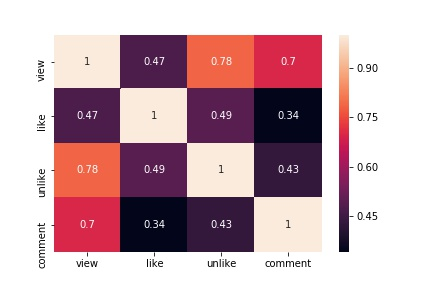 view 1 0.47 0.78 0.7
like 0.47 1 0.49 0.34
unlike 0.78 0.49 1 0.43
comment 0.7 0.34 0.43 1
view like unlike comment
0.90
0.75
0.60
0.45